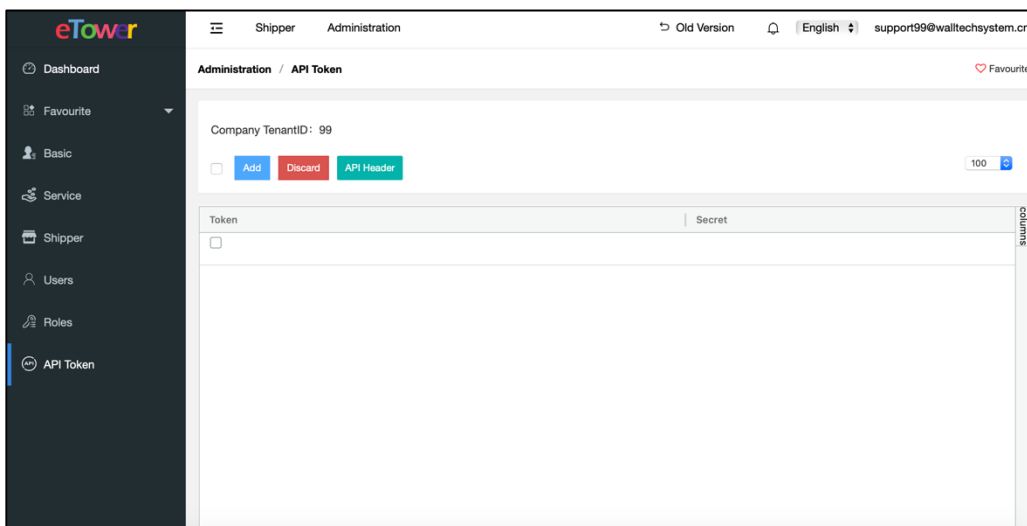 eTower
Shipper Administration Old Version English support99@walltechsystem.cn
Administration / API Token Favourite
Dashboard
Favourite
Basic
Service
Shipper
Users
Roles
API API Token
Company TenantID: 99
Add Discard API Header 100
Token Secret
columns